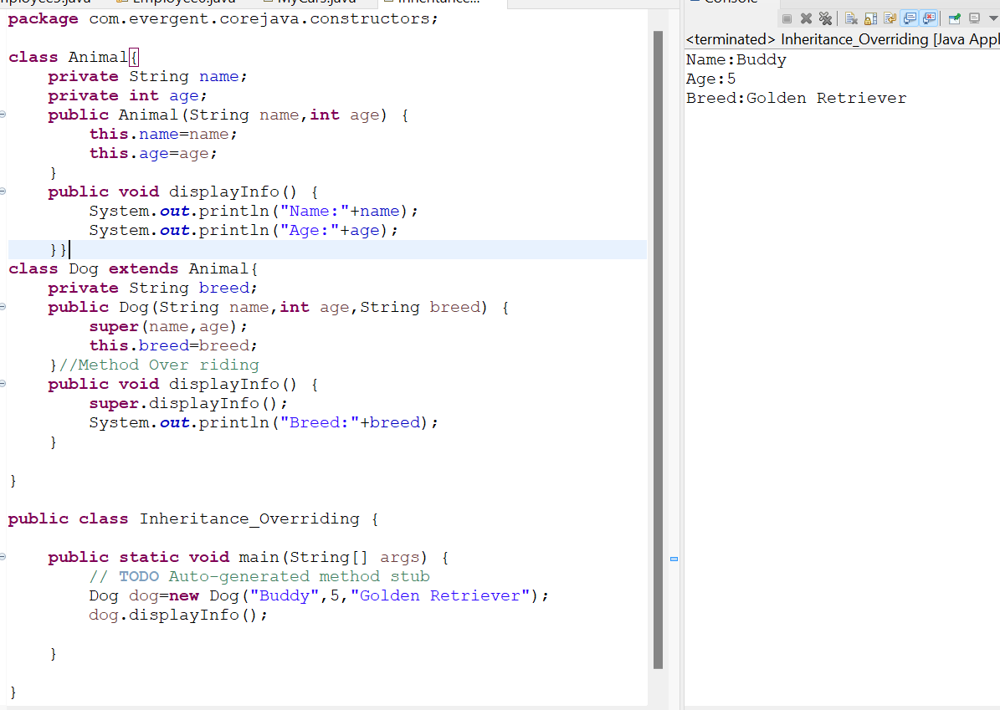 package com.evergent.corejava.constructors;
class Animal{
private String name;
private int age;
public Animal(String name,int age) {
this.name=name;
this.age=age;
}
public void displayInfo() {
System.out.println("Name:"+name);
System.out.println("Age:"+age);
}}
class Dog extends Animal{
private String breed;
public Dog(String name,int age,String breed) {
super(name,age);
this.breed=breed;
}//Method Over riding
public void displayInfo() {
super.displayInfo();
System.out.println("Breed:"+breed);
}
}
public class Inheritance_Overriding {
public static void main(String[] args) {
// TODO Auto-generated method stub
Dog dog=new Dog("Buddy",5,"Golden Retriever");
dog.displayInfo();
}
}
Console
<terminated> Inheritance_Overriding [Java Appl
Name:Buddy
Age:5
Breed:Golden Retriever